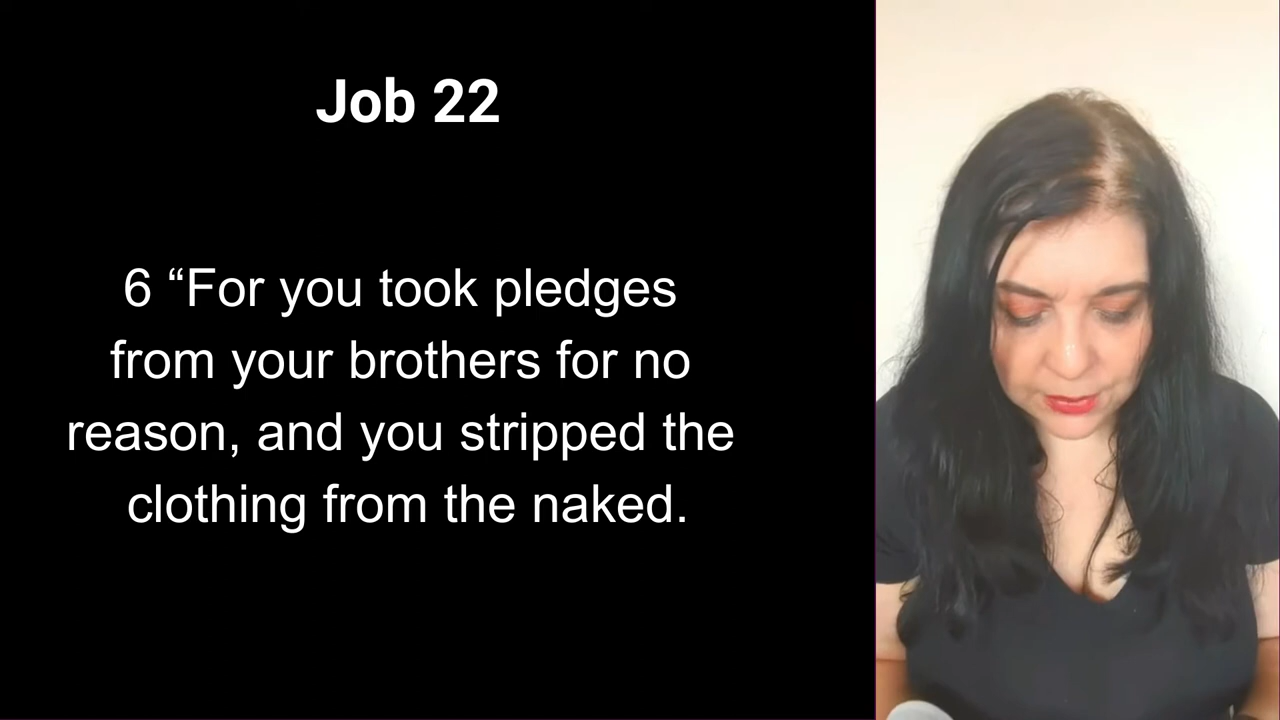 Job 22
6 “For you took pledges
from your brothers for no
reason, and you stripped the
clothing from the naked.